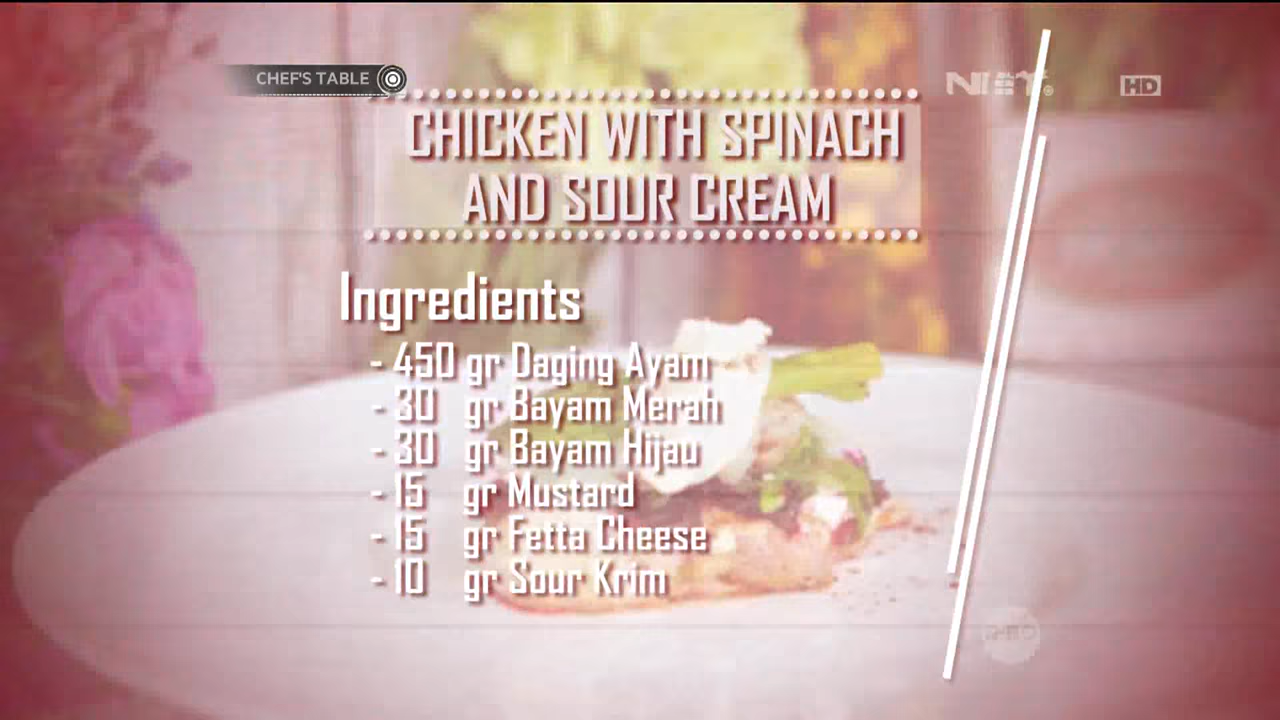 CHEF'S TABLE
NET.
HD
CHICKEN WITH SPINACH
AND SOUR CREAM
Ingredients
- 450 gr Daging Ayam
- 30 gr Bayam Merah
- 30 gr Bayam Hijau
- 15 gr Mustard
- 15 gr Fetta Cheese
- 10 gr Sour Krim